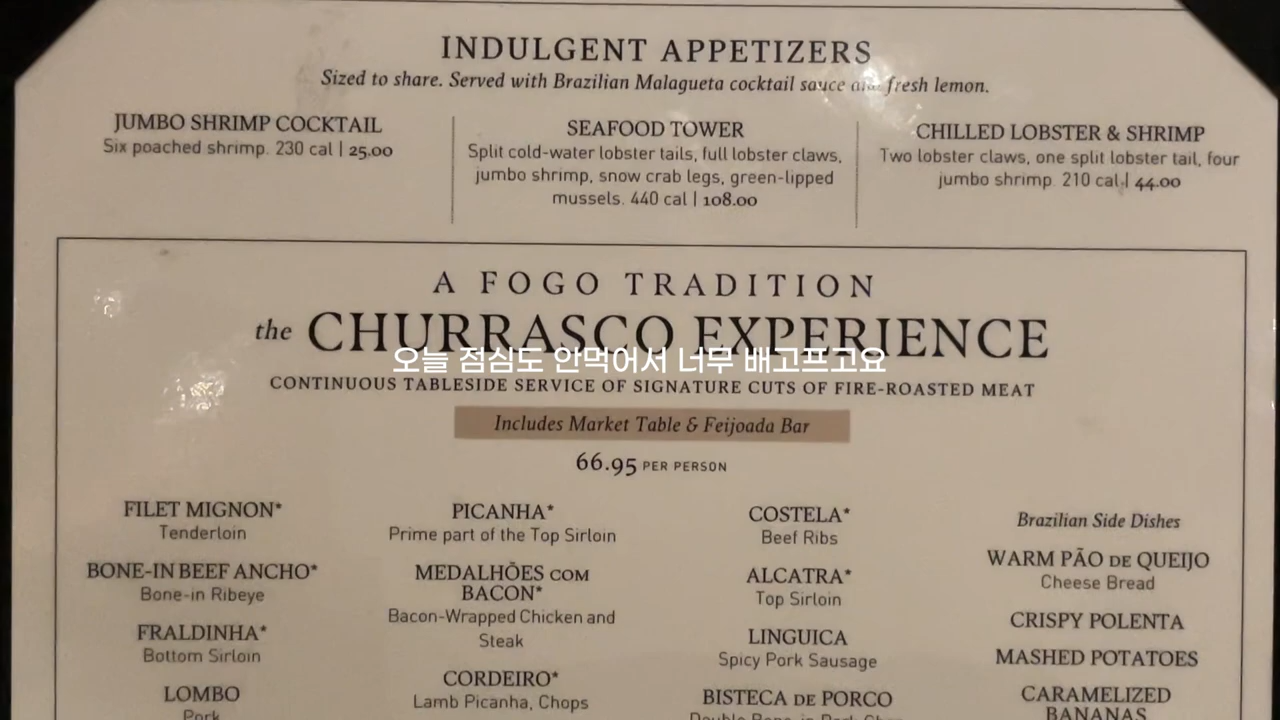 INDULGENT APPETIZERS
Sized to share. Served with Brazilian Malagueta cocktail sauce and fresh lemon.
JUMBO SHRIMP COCKTAIL
Six poached shrimp. 230 cal | 25.00
SEAFOOD TOWER
Split cold-water lobster tails, full lobster claws,
jumbo shrimp, snow crab legs, green-lipped
mussels. 440 cal | 108.00
CHILLED LOBSTER & SHRIMP
Two lobster claws, one split lobster tail, four
jumbo shrimp. 210 cal | 44.00
A FOGO TRADITION
the CHURRASCO EXPERIENCE
오늘 점심도 안먹어서 너무 배고프고요
CONTINUOUS TABLESIDE SERVICE OF SIGNATURE CUTS OF FIRE-ROASTED MEAT
Includes Market Table & Feijoada Bar
66.95 PER PERSON
FILET MIGNON*
Tenderloin
BONE-IN BEEF ANCHO*
Bone-in Ribeye
FRALDINHA*
Bottom Sirloin
LOMBO
Pork
PICANHA*
Prime part of the Top Sirloin
MEDALHÕES COM
BACON*
Bacon-Wrapped Chicken and
Steak
CORDEIRO*
Lamb Picanha, Chops
COSTELA*
Beef Ribs
ALCATRA*
Top Sirloin
LINGUICA
Spicy Pork Sausage
BISTECA DE PORCO
Double Bone-in Pork Chop
Brazilian Side Dishes
WARM PÃO DE QUEIJO
Cheese Bread
CRISPY POLENTA
MASHED POTATOES
CARAMELIZED
BANANAS